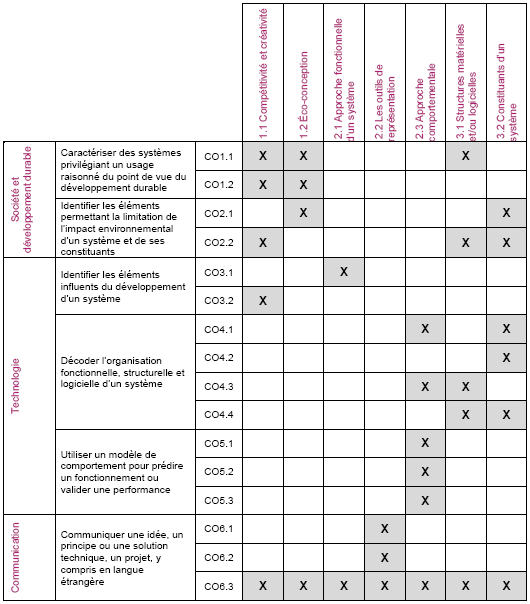 1.1 Compétitivité et créativité
1.2 Éco-conception
2.1 Approche fonctionnelle
d'un système
2.2 Les outils de
représentation
2.3 Approche
comportementale
3.1 Structures matérielles
et/ou logicielles
3.2 Constituants d'un
système
Société et
développement durable
Caractériser des systèmes
privilégiant un usage
raisonné du point de vue du
développement durable
CO1.1 X X X
CO1.2 X X
Identifier les éléments
permettant la limitation de
l'impact environnemental
d'un système et de ses
constituants
CO2.1 X X
CO2.2 X X X
Technologie
Identifier les éléments
influents du développement
d'un système
CO3.1 X
CO3.2 X
Décoder l'organisation
fonctionnelle, structurelle et
logicielle d'un système
CO4.1 X X
CO4.2 X
CO4.3 X X
CO4.4 X X
Utiliser un modèle de
comportement pour prédire
un fonctionnement ou
valider une performance
CO5.1 X
CO5.2 X
CO5.3 X
Communication
Communiquer une idée, un
principe ou une solution
technique, un projet, y
compris en langue
étrangère
CO6.1 X
CO6.2 X
CO6.3 X X X X X X X